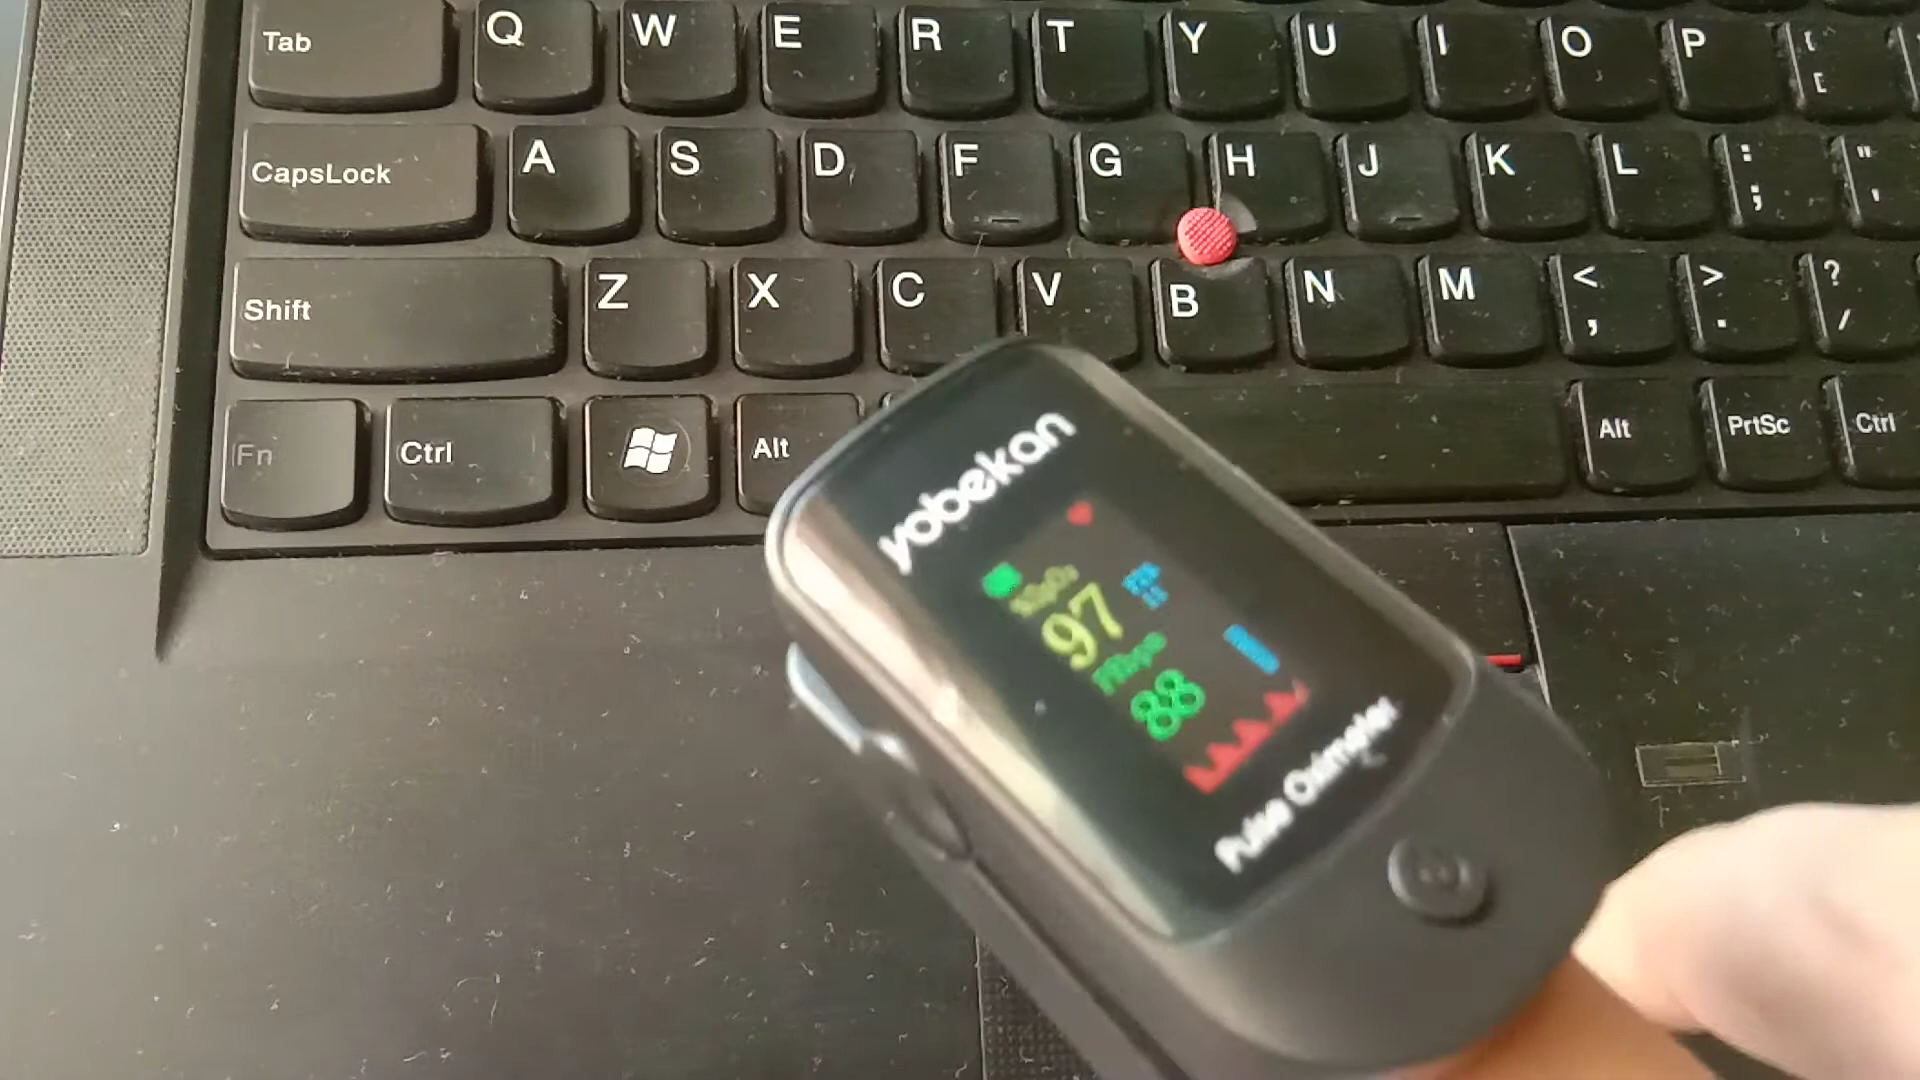 Tab Q W E R T Y U I O P { [
CapsLock A S D F G H J K L : ; " '
Shift Z X C V B N M < , > . ? /
Fn Ctrl Alt Alt PrtSc Ctrl
yobekan
97
88
Pulse Oximeter